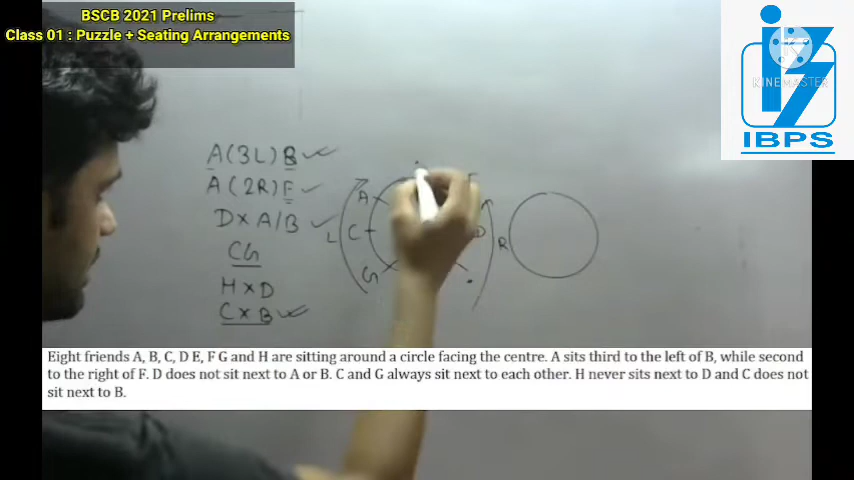 BSCB 2021 Prelims
Class 01 : Puzzle + Seating Arrangements
KINEMASTER
IBPS
A(3L) B
A(2R) F
D×A/B
CG
H×D
C×B
A
L C
G
D R
Eight friends A, B, C, D E, F G and H are sitting around a circle facing the centre. A sits third to the left of B, while second
to the right of F. D does not sit next to A or B. C and G always sit next to each other. H never sits next to D and C does not
sit next to B.